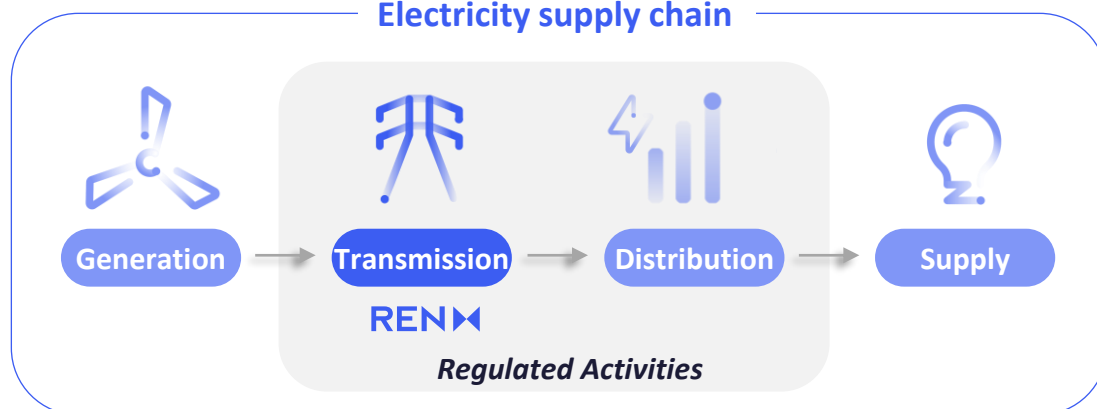 Electricity supply chain
Generation
Transmission
Distribution
Supply
REN
Regulated Activities